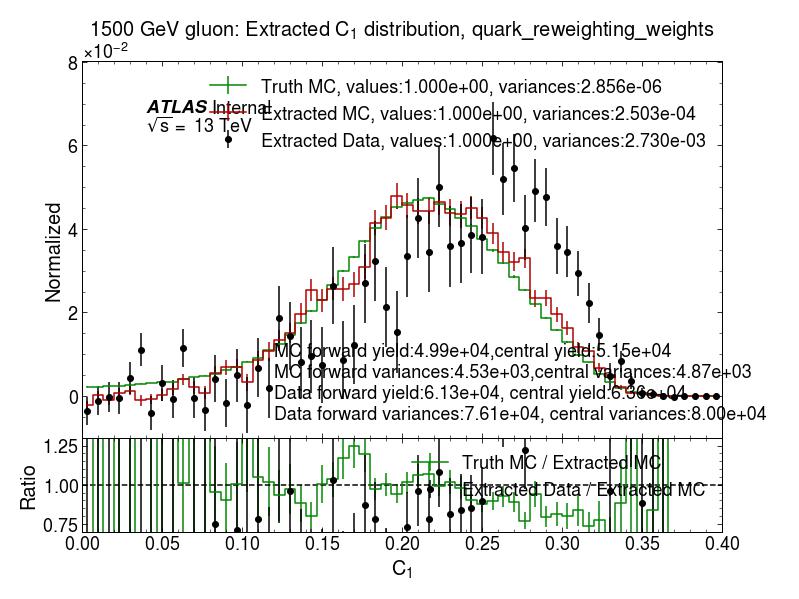 1500 GeV gluon: Extracted C1 distribution, quark_reweighting_weights
×10−2
Truth MC, values:1.000e+00, variances:2.856e-06
ATLAS Internal
Extracted MC, values:1.000e+00, variances:2.503e-04
√s = 13 TeV
Extracted Data, values:1.000e+00, variances:2.730e-03
8
6
4
2
0
Normalized
MC forward yield:4.99e+04,central yield:5.15e+04
MC forward variances:4.53e+03,central variances:4.87e+03
Data forward yield:6.13e+04, central yield:6.36e+04
Data forward variances:7.61e+04, central variances:8.00e+04
1.25
1.00
0.75
Ratio
Truth MC / Extracted MC
Extracted Data / Extracted MC
0.00 0.05 0.10 0.15 0.20 0.25 0.30 0.35 0.40
C1